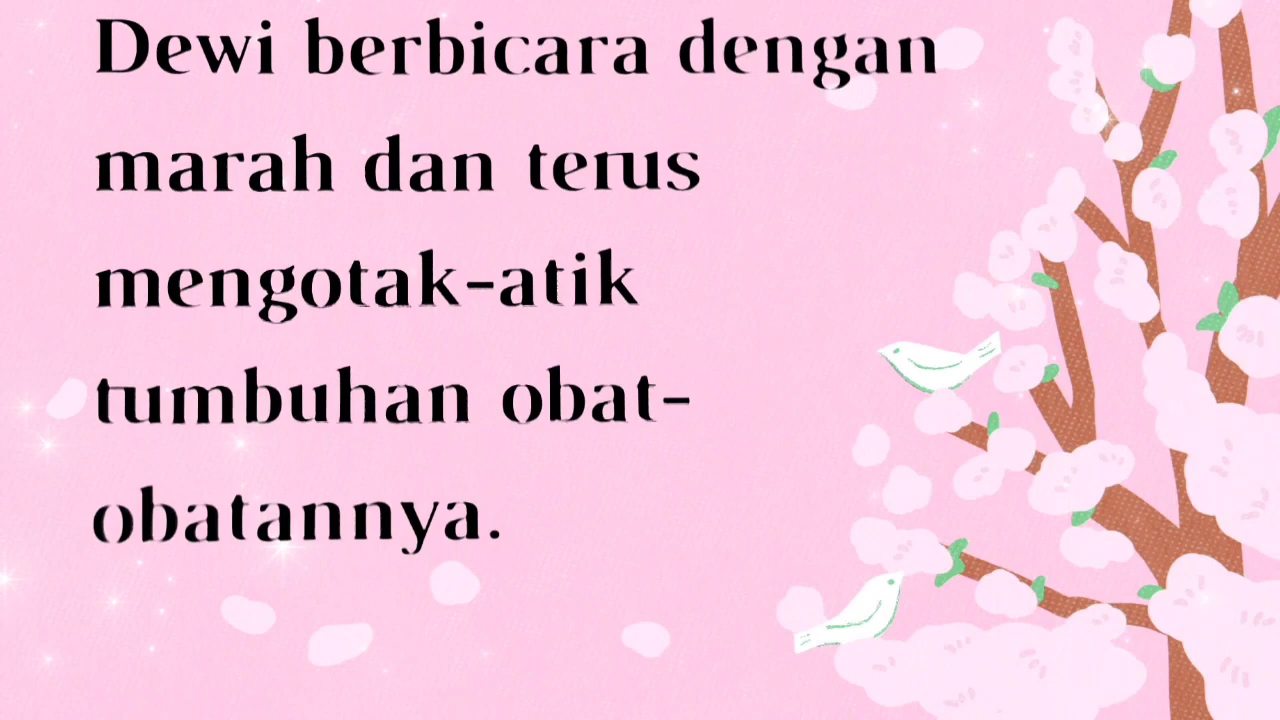 Dewi berbicara dengan
marah dan terus
mengotak-atik
tumbuhan obat-
obatannya.